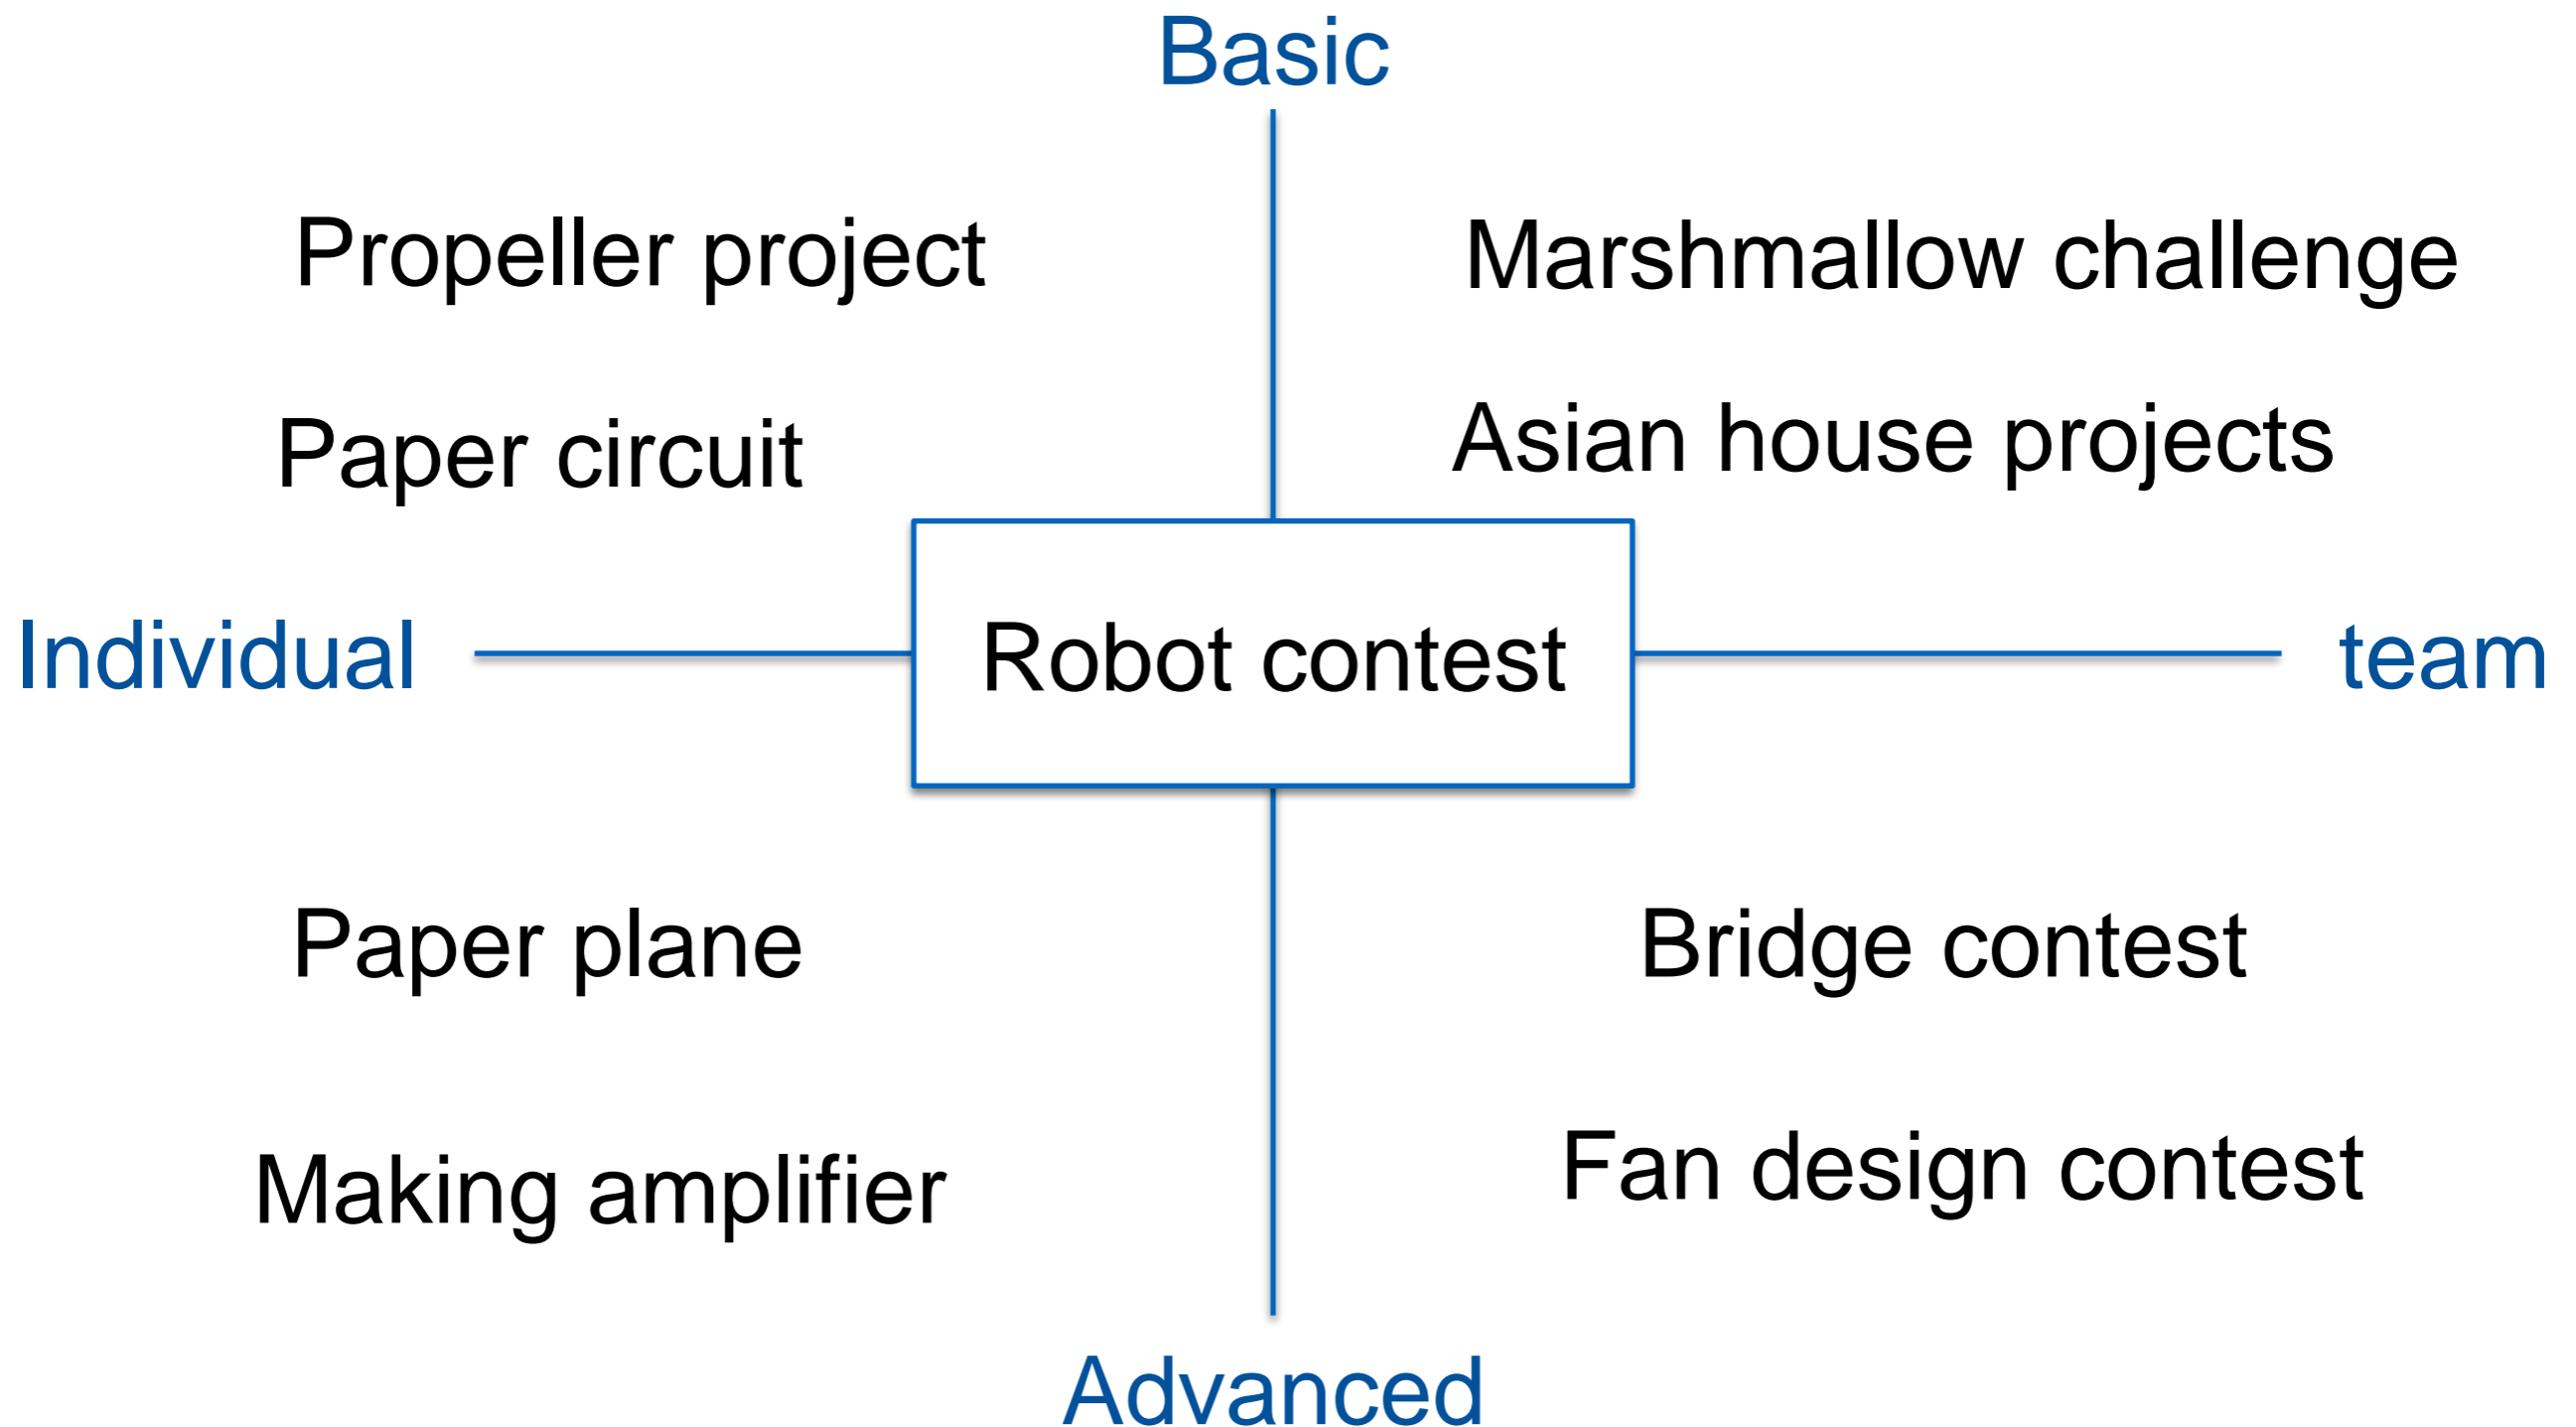 Basic
Propeller project
Marshmallow challenge
Paper circuit
Asian house projects
Individual
Robot contest
team
Paper plane
Bridge contest
Making amplifier
Fan design contest
Advanced